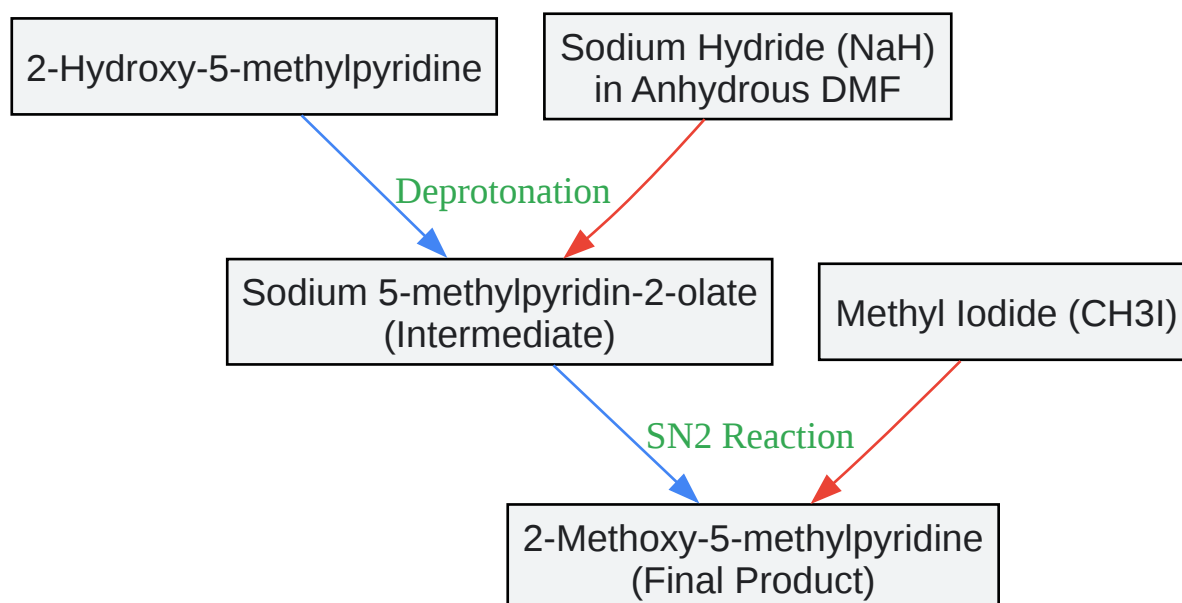 2-Hydroxy-5-methylpyridine
Sodium Hydride (NaH)
in Anhydrous DMF
Deprotonation
Sodium 5-methylpyridin-2-olate
(Intermediate)
Methyl Iodide (CH3I)
SN2 Reaction
2-Methoxy-5-methylpyridine
(Final Product)